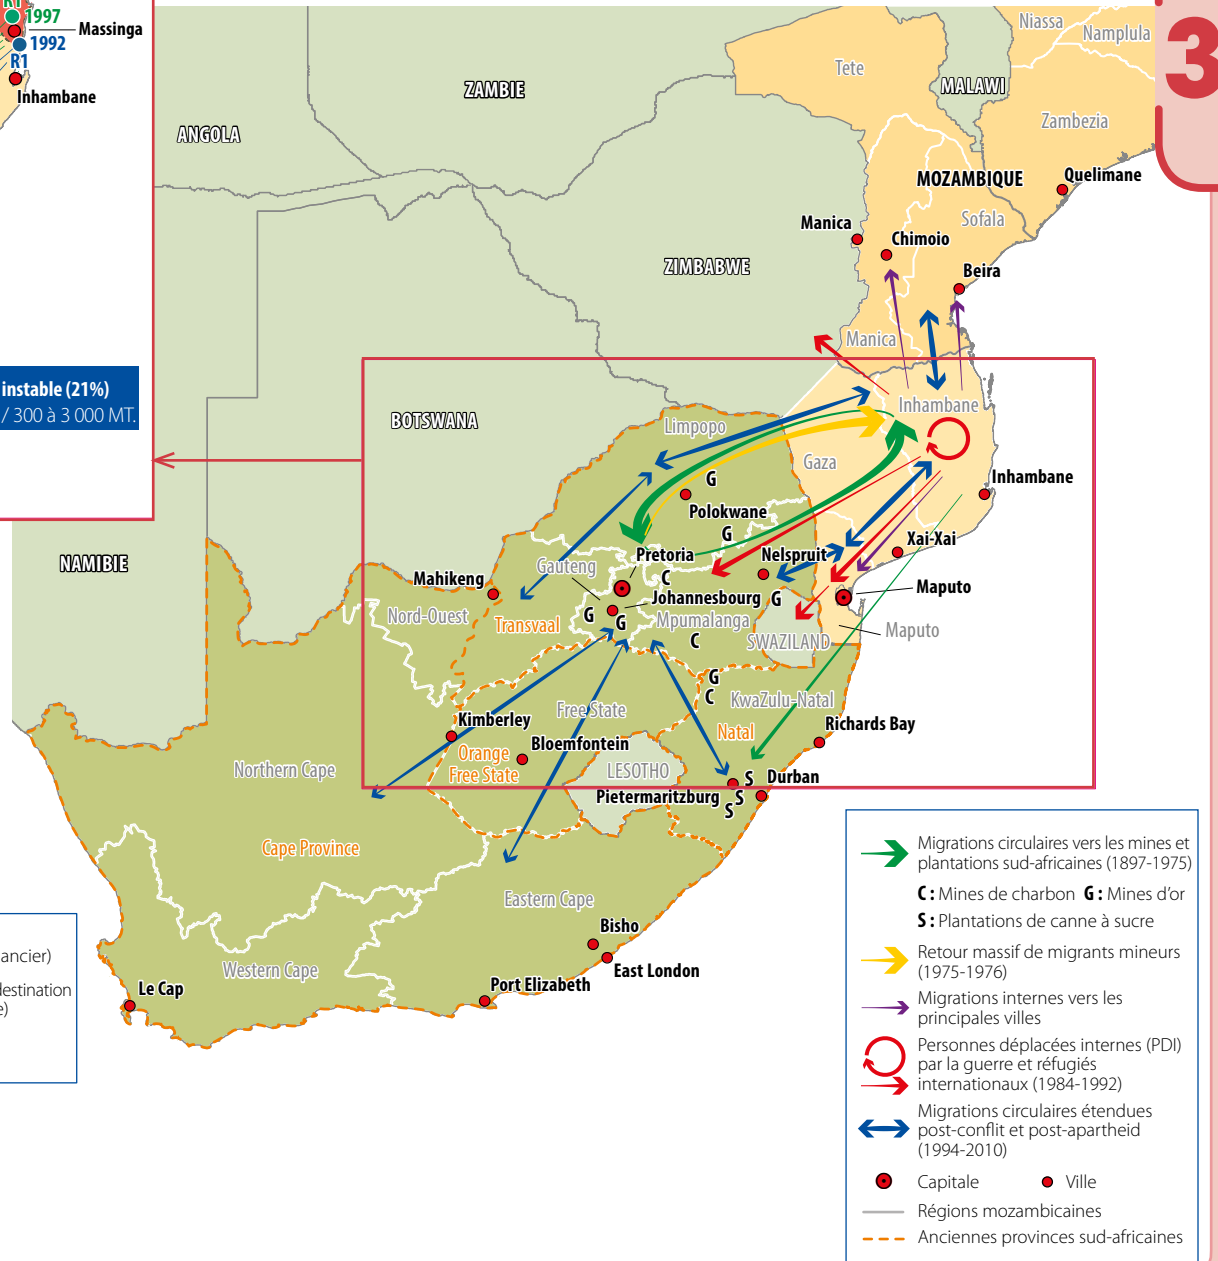 R1
1997
Massinga
1992
R1
Inhambane
3
Niassa
Namplula
Tete
ZAMBIE
MALAWI
ANGOLA
Zambezia
MOZAMBIQUE
Quelimane
Sofala
Manica
Chimoio
ZIMBABWE
Beira
Manica
instable (21%)
/ 300 à 3 000 MT.
BOTSWANA
Limpopo
Inhambane
Gaza
G
Inhambane
Polokwane
G
Xai-Xai
NAMIBIE
Pretoria
Nelspruit
Gauteng
Mahikeng
C
Maputo
Johannesbourg
G
Nord-Ouest
Transvaal
G
G
Mpumalanga
Maputo
C
SWAZILAND
G
C
KwaZulu-Natal
Free State
Kimberley
Natal
Richards Bay
Bloemfontein
Orange
Free State
Northern Cape
LESOTHO
S
Durban
Pietermaritzburg
S
S
Cape Province
Eastern Cape
Bisho
East London
Western Cape
Port Elizabeth
Le Cap
ancier)
destination
e)
Migrations circulaires vers les mines et
plantations sud-africaines (1897-1975)
C : Mines de charbon G : Mines d'or
S : Plantations de canne à sucre
Retour massif de migrants mineurs
(1975-1976)
Migrations internes vers les
principales villes
Personnes déplacées internes (PDI)
par la guerre et réfugiés
internationaux (1984-1992)
Migrations circulaires étendues
post-conflit et post-apartheid
(1994-2010)
Capitale
Ville
Régions mozambicaines
Anciennes provinces sud-africaines